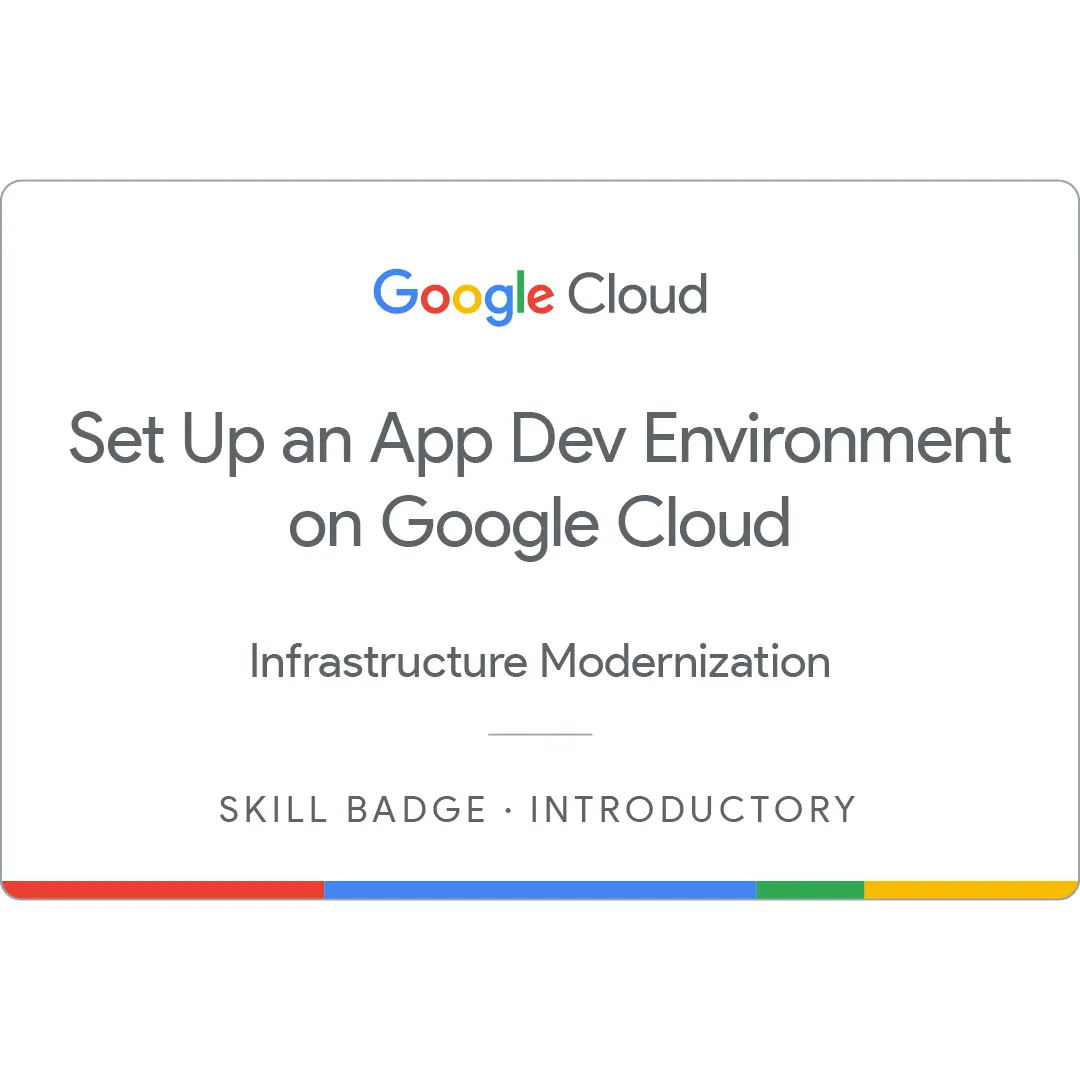 Google Cloud
Set Up an App Dev Environment
on Google Cloud
Infrastructure Modernization
SKILL BADGE · INTRODUCTORY